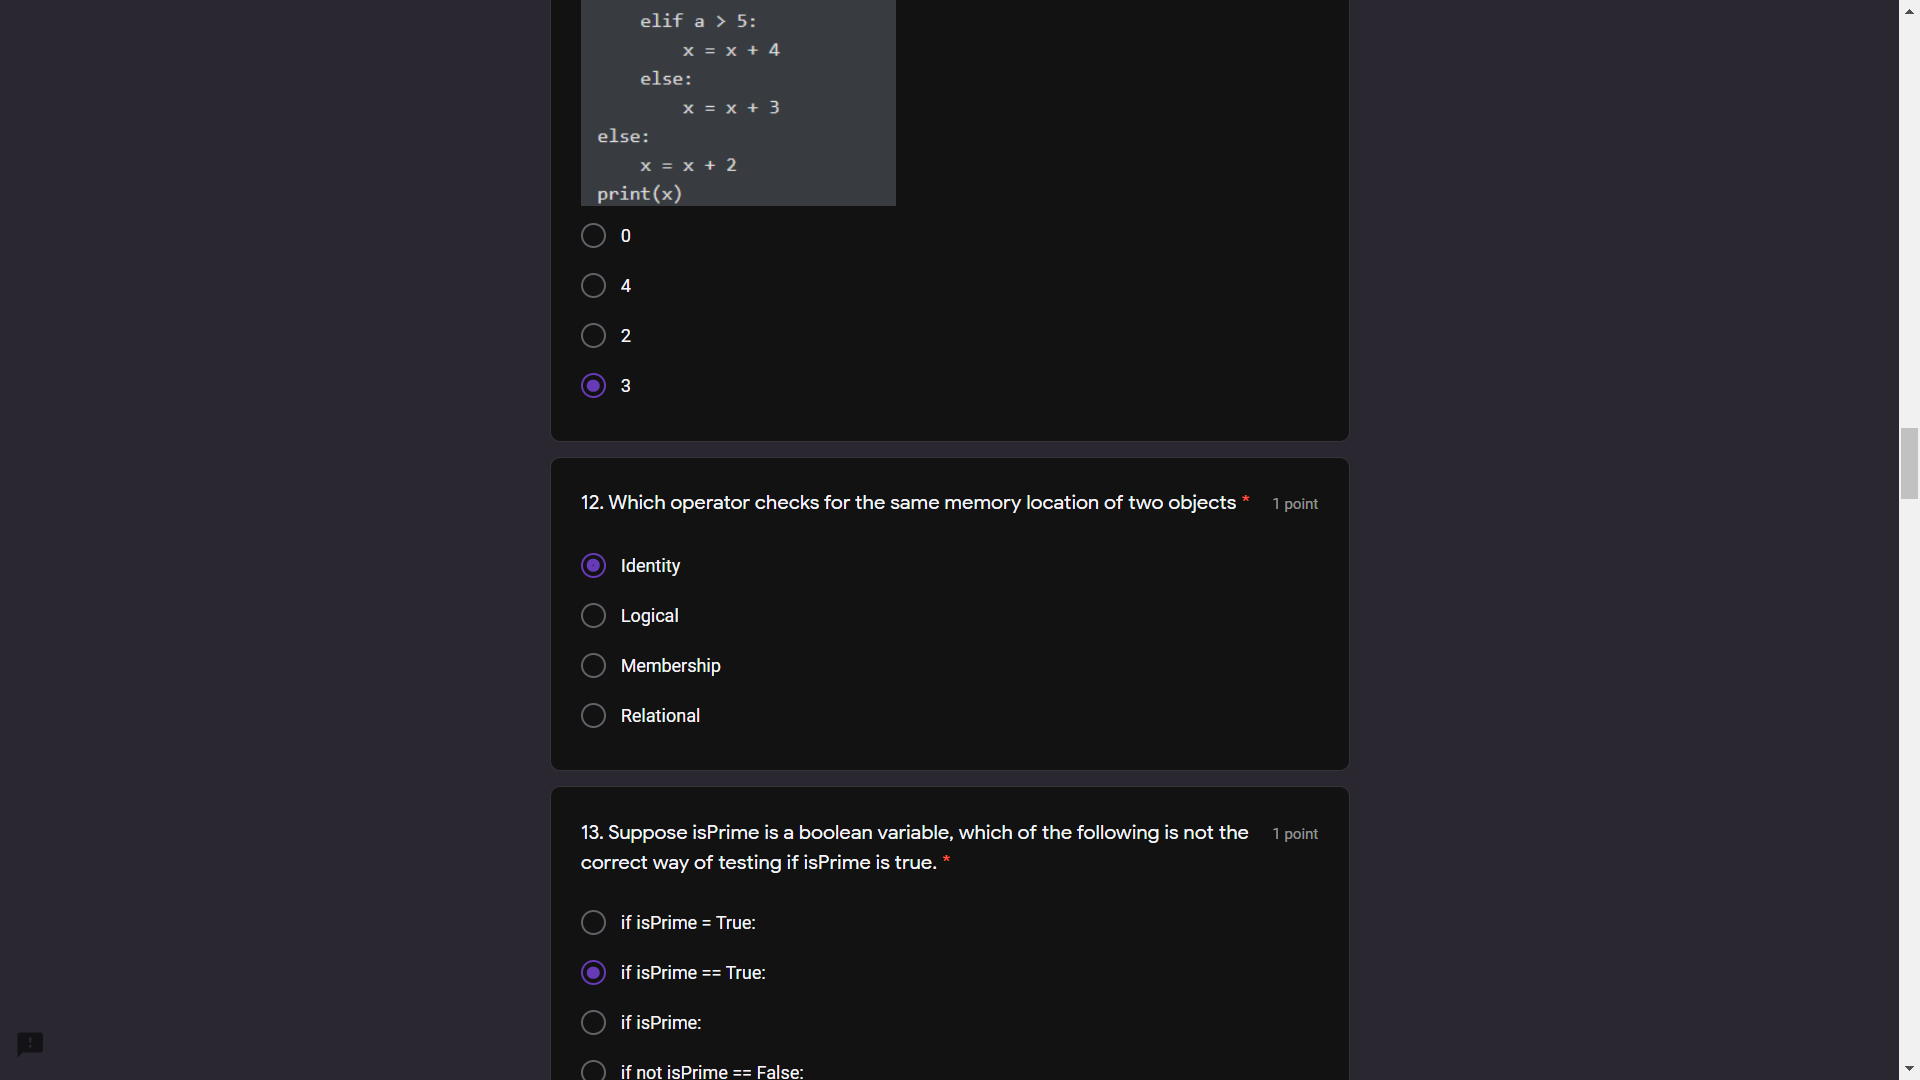 elif a > 5:
x = x + 4
else:
x = x + 3
else:
x = x + 2
print(x)
0
4
2
3
12. Which operator checks for the same memory location of two objects * 1 point
Identity
Logical
Membership
Relational
13. Suppose isPrime is a boolean variable, which of the following is not the 1 point
correct way of testing if isPrime is true. *
if isPrime = True:
if isPrime == True:
if isPrime:
if not isPrime == False: